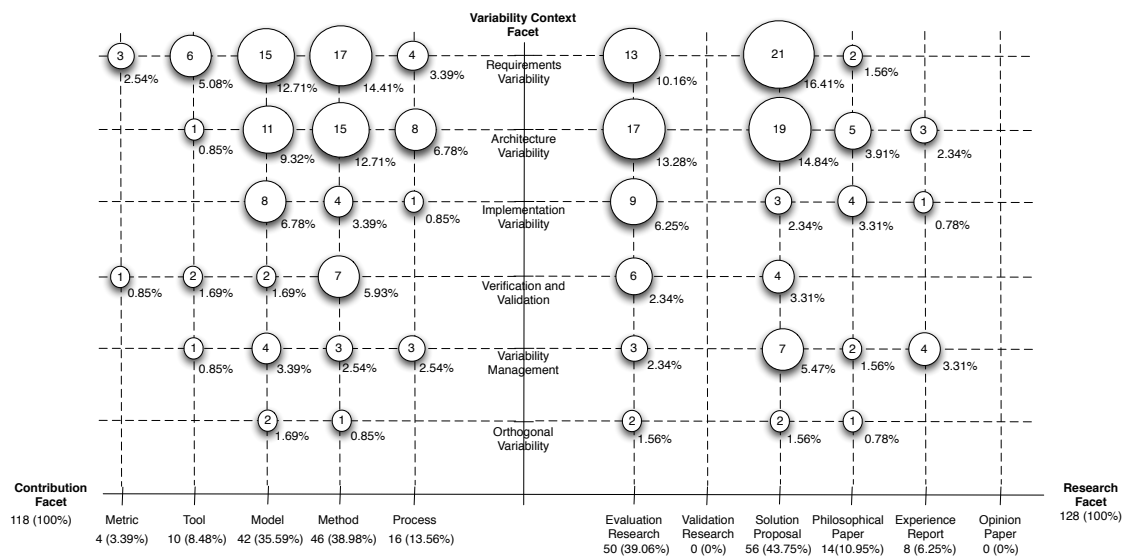 Variability Context
Facet
3
6
15
17
4
13
21
2
2.54%
5.08%
12.71%
14.41%
3.39%
Requirements
Variability
10.16%
16.41%
1.56%
1
11
15
8
17
19
5
3
0.85%
9.32%
12.71%
6.78%
Architecture
Variability
13.28%
14.84%
3.91%
2.34%
8
4
1
9
3
4
1
6.78%
3.39%
0.85%
Implementation
Variability
6.25%
2.34%
3.31%
0.78%
1
2
2
7
6
4
0.85%
1.69%
1.69%
5.93%
Verification and
Validation
2.34%
3.31%
1
4
3
3
3
7
2
4
0.85%
3.39%
2.54%
2.54%
Variability
Management
2.34%
5.47%
1.56%
3.31%
2
1
2
2
1
1.69%
0.85%
Orthogonal
Variability
1.56%
1.56%
0.78%
Contribution
Facet
118 (100%)
Metric
4 (3.39%)
Tool
10 (8.48%)
Model
42 (35.59%)
Method
46 (38.98%)
Process
16 (13.56%)
Evaluation
Research
50 (39.06%)
Validation
Research
0 (0%)
Solution
Proposal
56 (43.75%)
Philosophical
Paper
14(10.95%)
Experience
Report
8 (6.25%)
Opinion
Paper
0 (0%)
Research
Facet
128 (100%)